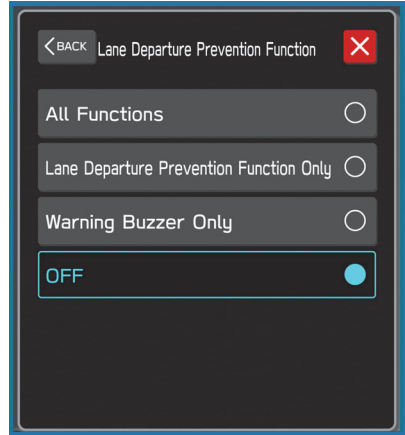 BACK Lane Departure Prevention Function
All Functions
Lane Departure Prevention Function Only
Warning Buzzer Only
OFF